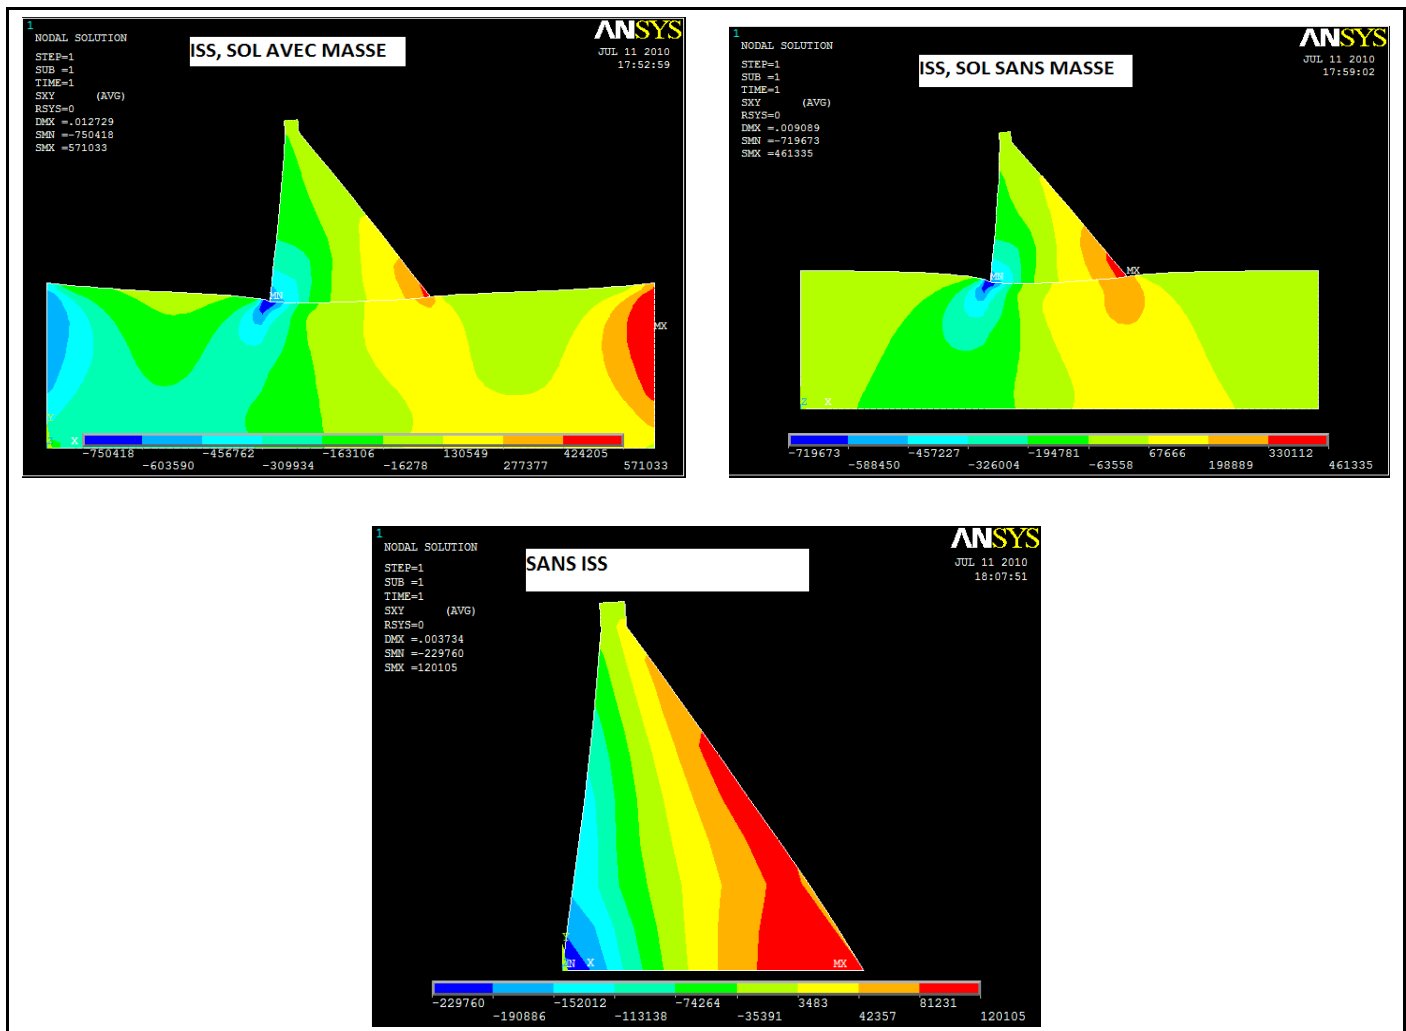 1
ANSYS
NODAL SOLUTION
ISS, SOL AVEC MASSE
JUL 11 2010
17:52:59
STEP=1
SUB =1
TIME=1
SXY (AVG)
RSYS=0
DMX =.012729
SMN =-750418
SMX =571033
MN
MX
Y
X
-750418 -456762 -163106 130549 424205
-603590 -309934 -16278 277377 571033
1
ANSYS
NODAL SOLUTION
ISS, SOL SANS MASSE
JUL 11 2010
17:59:02
STEP=1
SUB =1
TIME=1
SXY (AVG)
RSYS=0
DMX =.009089
SMN =-719673
SMX =461335
MN
MX
Z X
-719673 -457227 -194781 67666 330112
-588450 -326004 -63558 198889 461335
1
ANSYS
NODAL SOLUTION
SANS ISS
JUL 11 2010
18:07:51
STEP=1
SUB =1
TIME=1
SXY (AVG)
RSYS=0
DMX =.003734
SMN =-229760
SMX =120105
Y
MN X MX
-229760 -152012 -74264 3483 81231
-190886 -113138 -35391 42357 120105